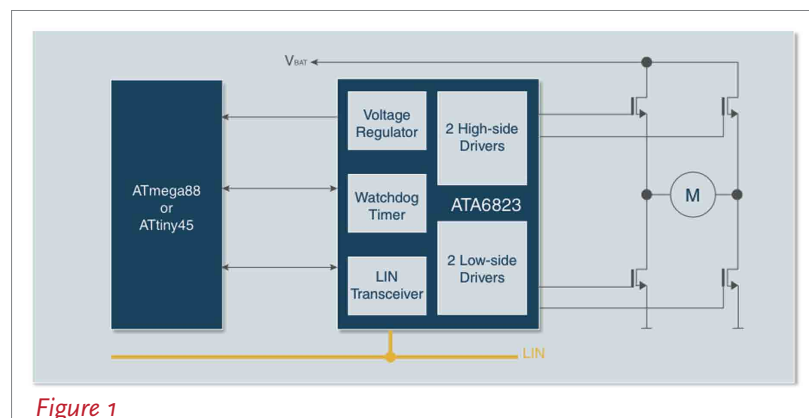 VBAT
ATmega88
or
ATtiny45
Voltage
Regulator
2 High-side
Drivers
Watchdog
Timer
ATA6823
LIN
Transceiver
2 Low-side
Drivers
M
LIN
Figure 1